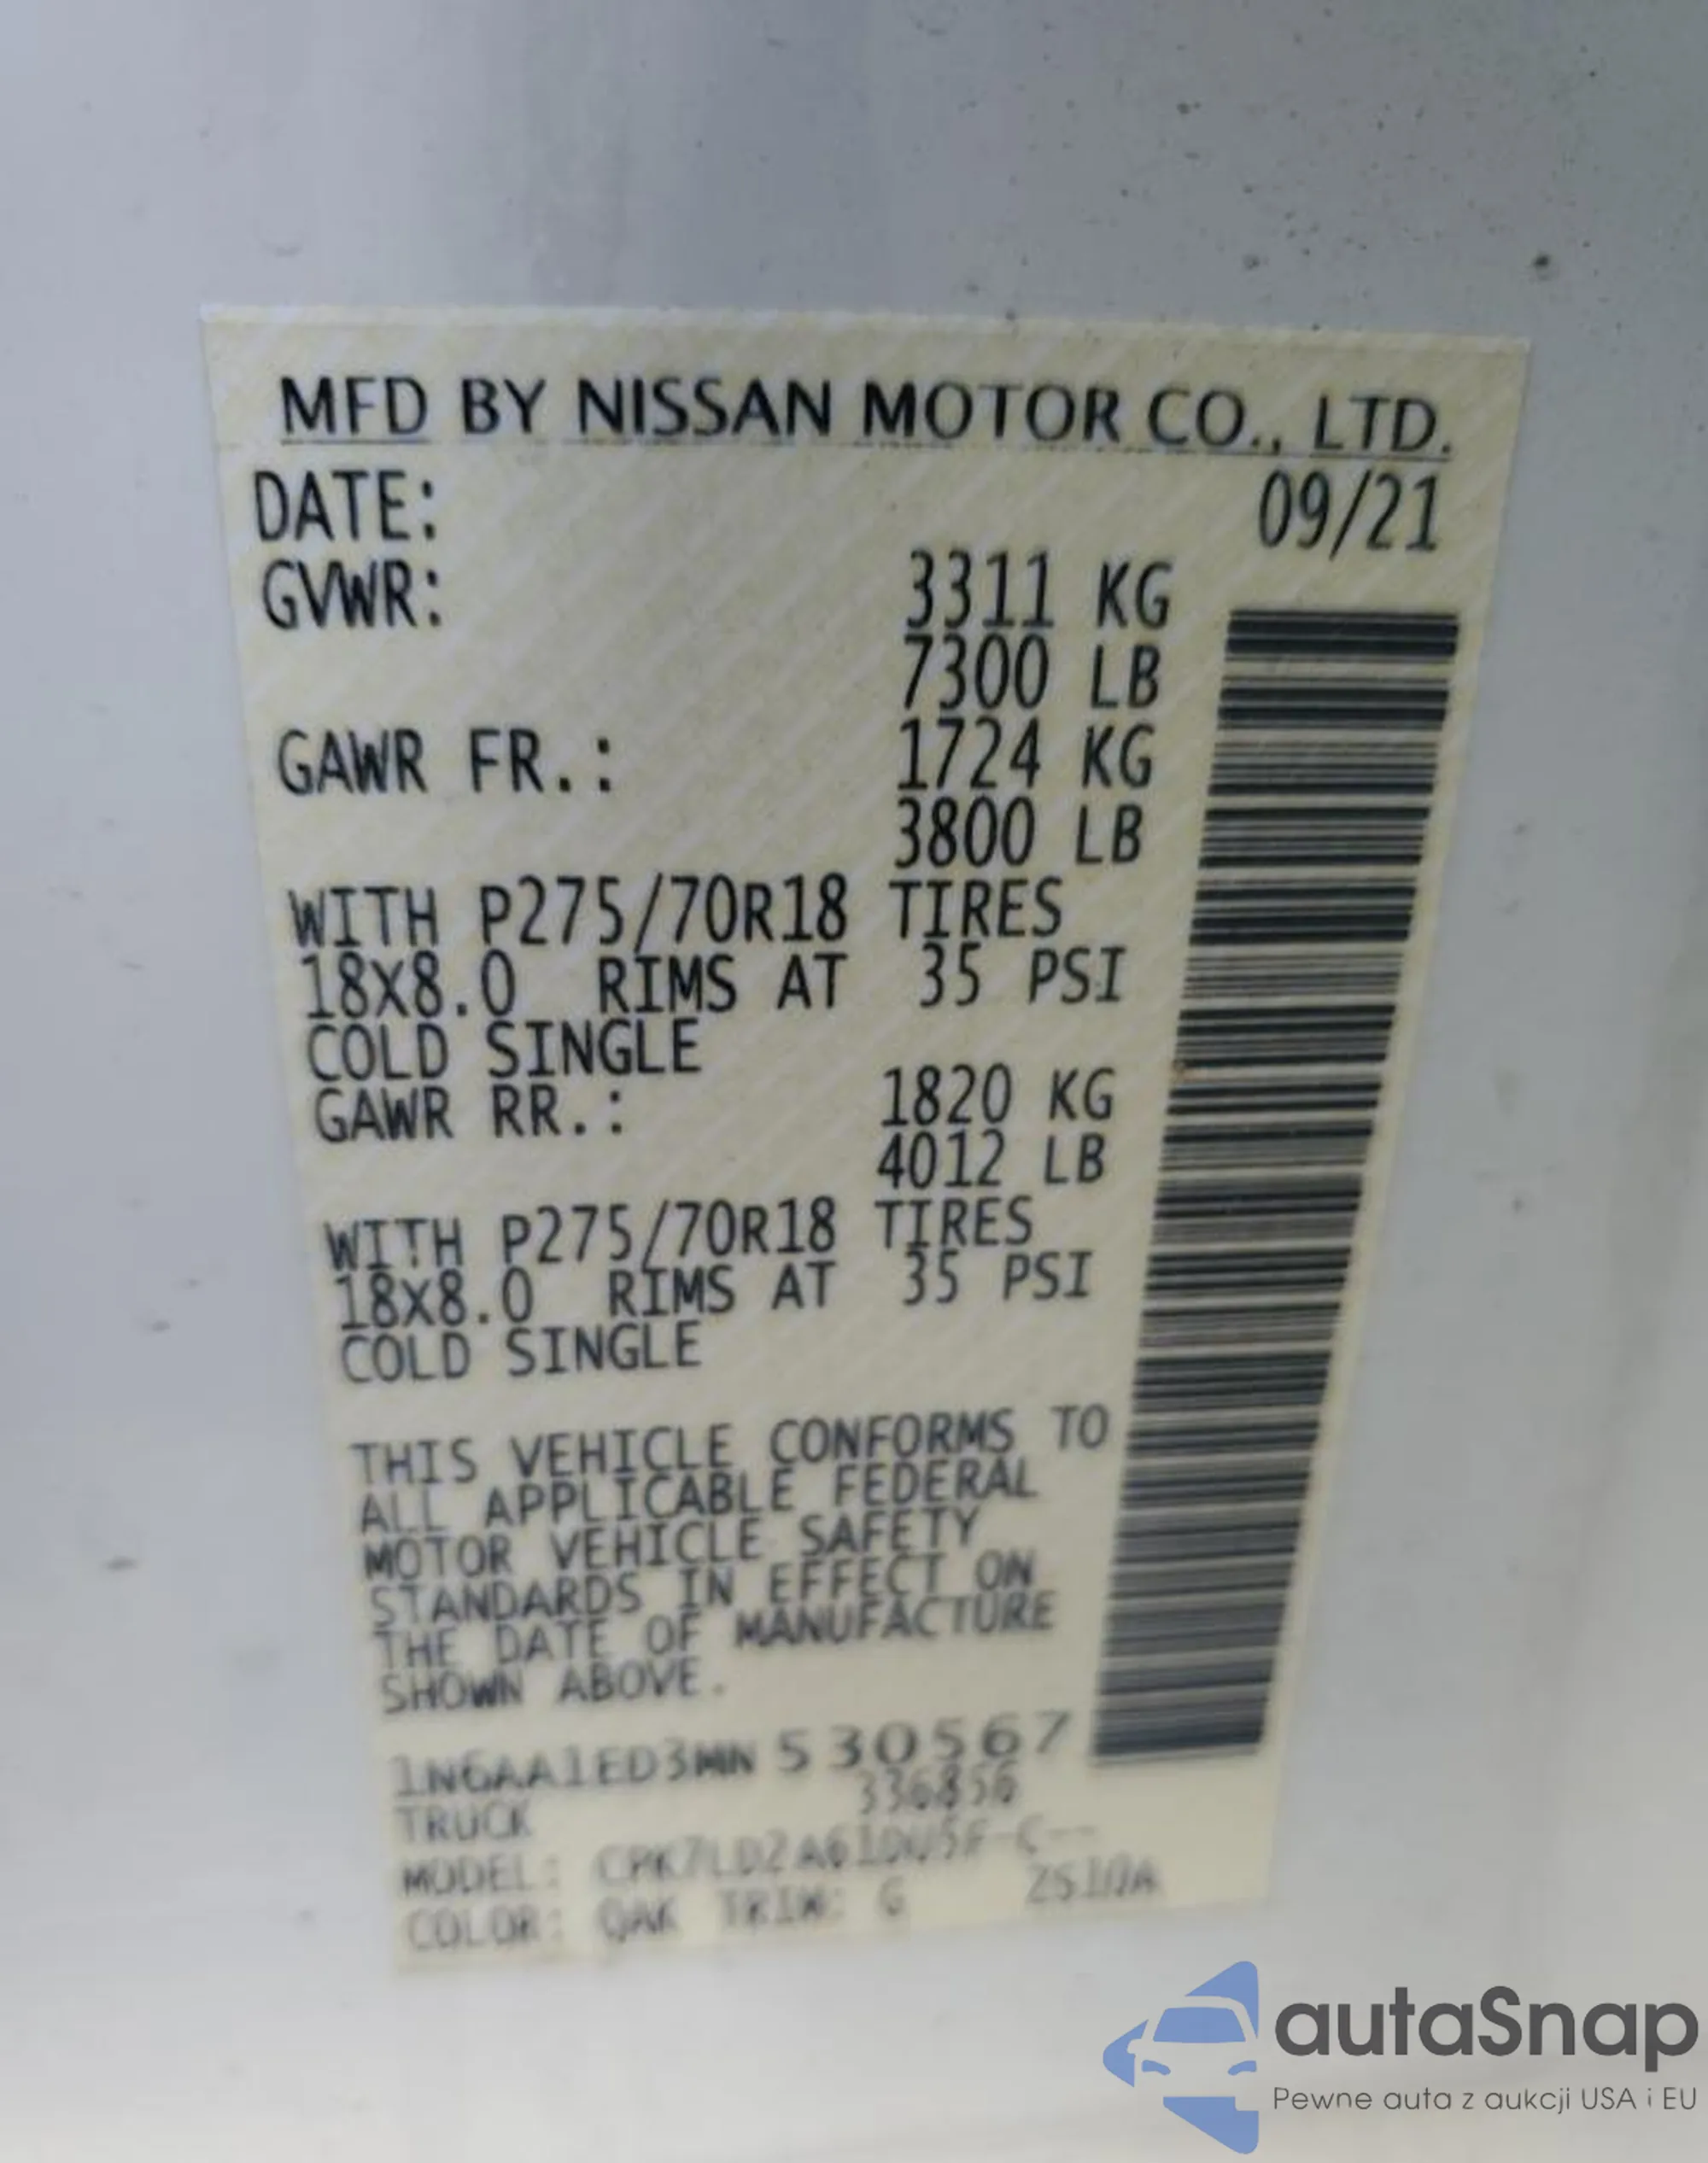 MFD BY NISSAN MOTOR CO., LTD.
DATE: 09/21
GVWR: 3311 KG
7300 LB
GAWR FR.: 1724 KG
3800 LB
WITH P275/70R18 TIRES
18X8.0 RIMS AT 35 PSI
COLD SINGLE
GAWR RR.: 1820 KG
4012 LB
WITH P275/70R18 TIRES
18X8.0 RIMS AT 35 PSI
COLD SINGLE
THIS VEHICLE CONFORMS TO
ALL APPLICABLE FEDERAL
MOTOR VEHICLE SAFETY
STANDARDS IN EFFECT ON
THE DATE OF MANUFACTURE
SHOWN ABOVE.
1N6AA1ED3MN 530567
336856
TRUCK
MODEL:
COLOR: QAK TRIM: G
autaSnap
Pewne auta z aukcji USA i EU